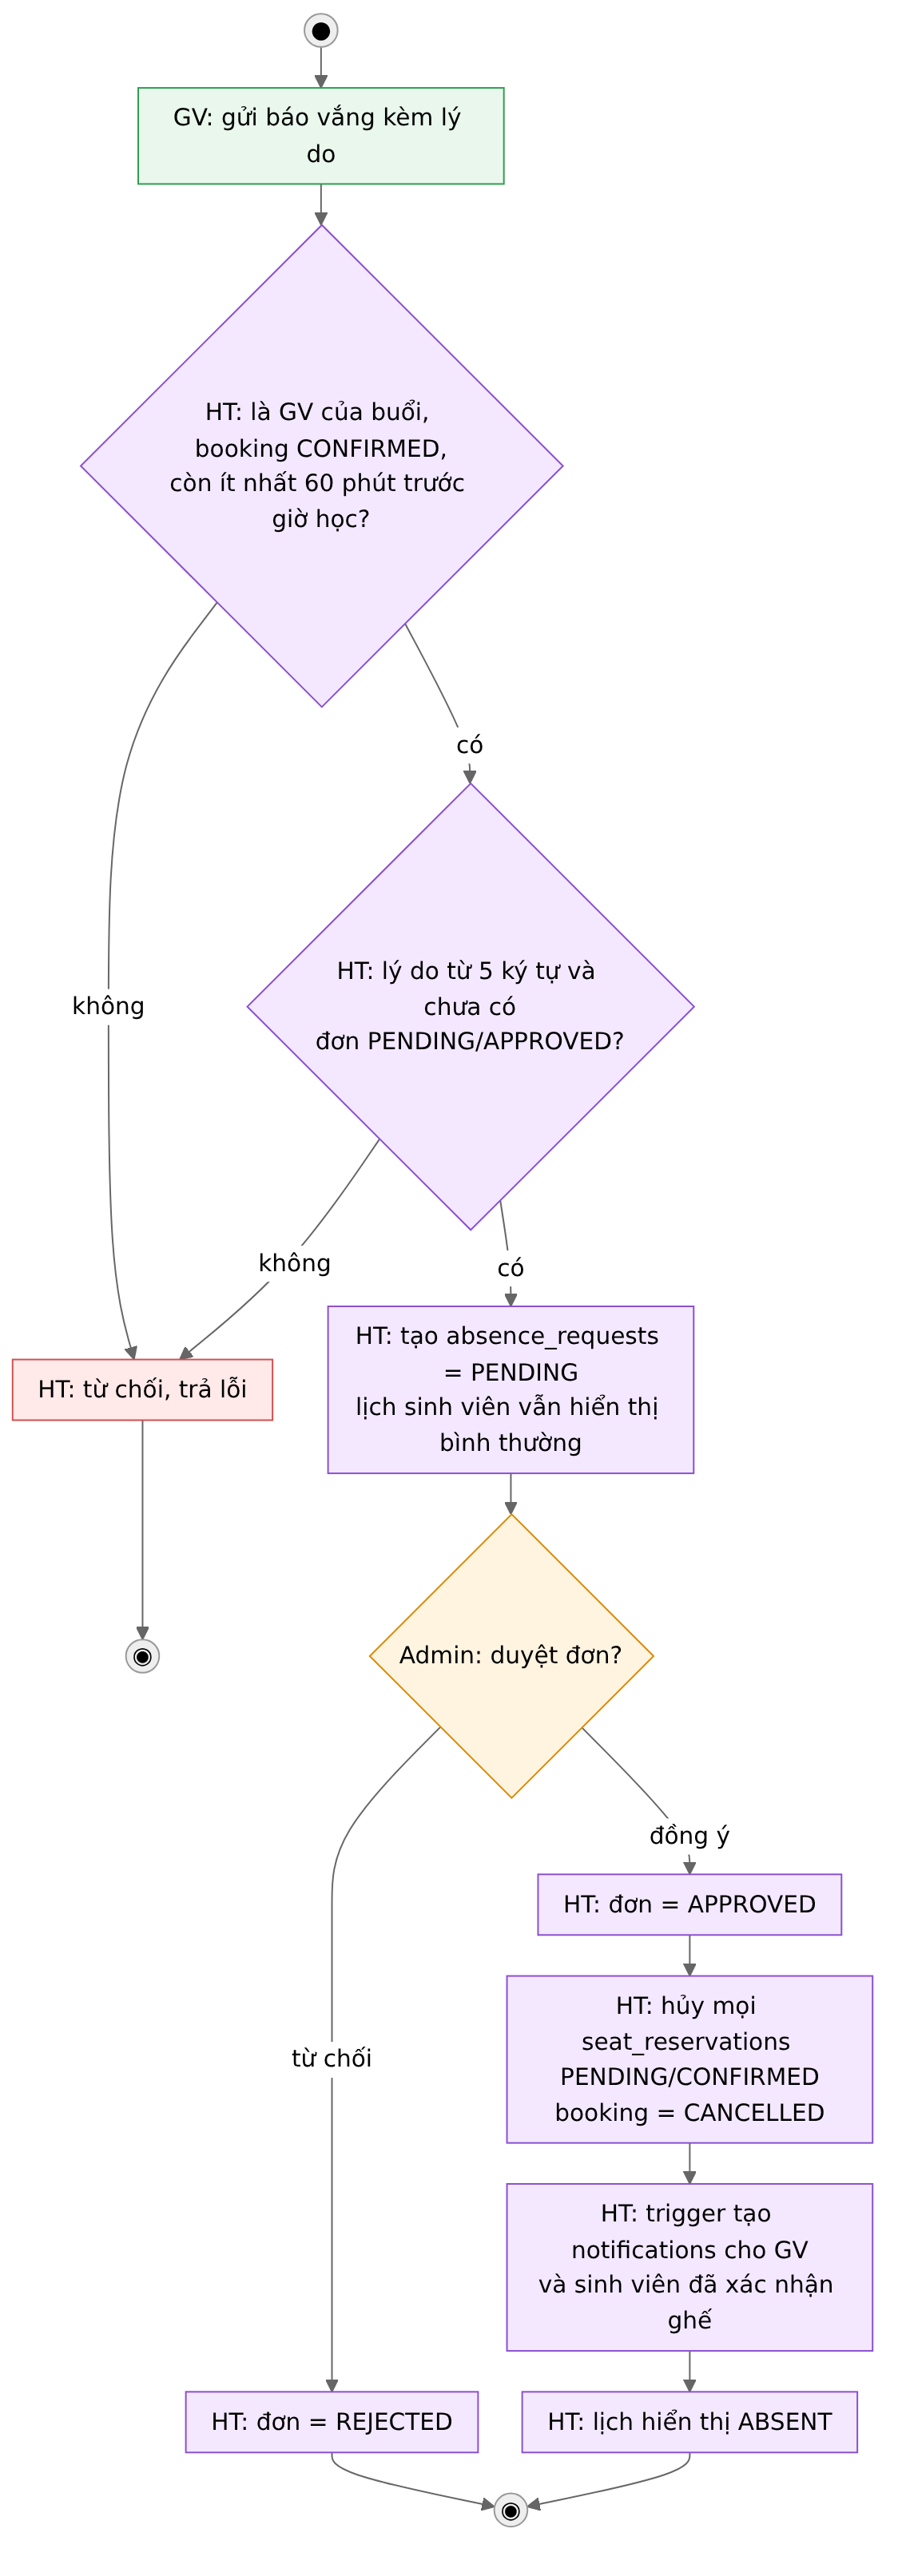 GV: gửi báo vắng kèm lý
do
HT: là GV của buổi,
booking CONFIRMED,
còn ít nhất 60 phút trước
giờ học?
có
HT: lý do từ 5 ký tự và
chưa có
đơn PENDING/APPROVED?
không
không
có
HT: tạo absence_requests
= PENDING
lịch sinh viên vẫn hiển thị
bình thường
HT: từ chối, trả lỗi
Admin: duyệt đơn?
đồng ý
HT: đơn = APPROVED
HT: hủy mọi
seat_reservations
PENDING/CONFIRMED
booking = CANCELLED
từ chối
HT: trigger tạo
notifications cho GV
và sinh viên đã xác nhận
ghế
HT: đơn = REJECTED
HT: lịch hiển thị ABSENT